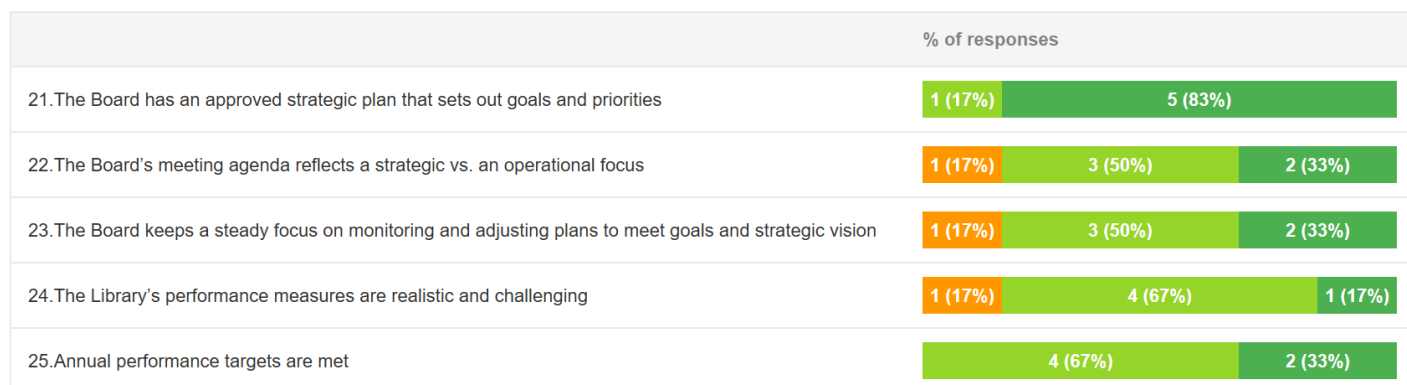 % of responses
21.The Board has an approved strategic plan that sets out goals and priorities
1 (17%) 5 (83%)
22.The Board’s meeting agenda reflects a strategic vs. an operational focus
1 (17%) 3 (50%) 2 (33%)
23.The Board keeps a steady focus on monitoring and adjusting plans to meet goals and strategic vision
1 (17%) 3 (50%) 2 (33%)
24.The Library’s performance measures are realistic and challenging
1 (17%) 4 (67%) 1 (17%)
25.Annual performance targets are met
4 (67%) 2 (33%)